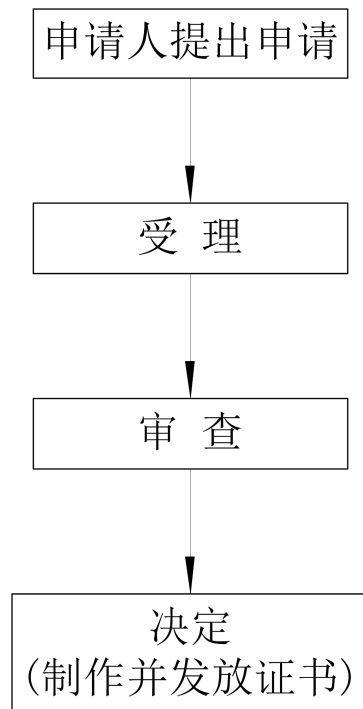 申请人提出申请
受 理
审 查
决定
(制作并发放证书)